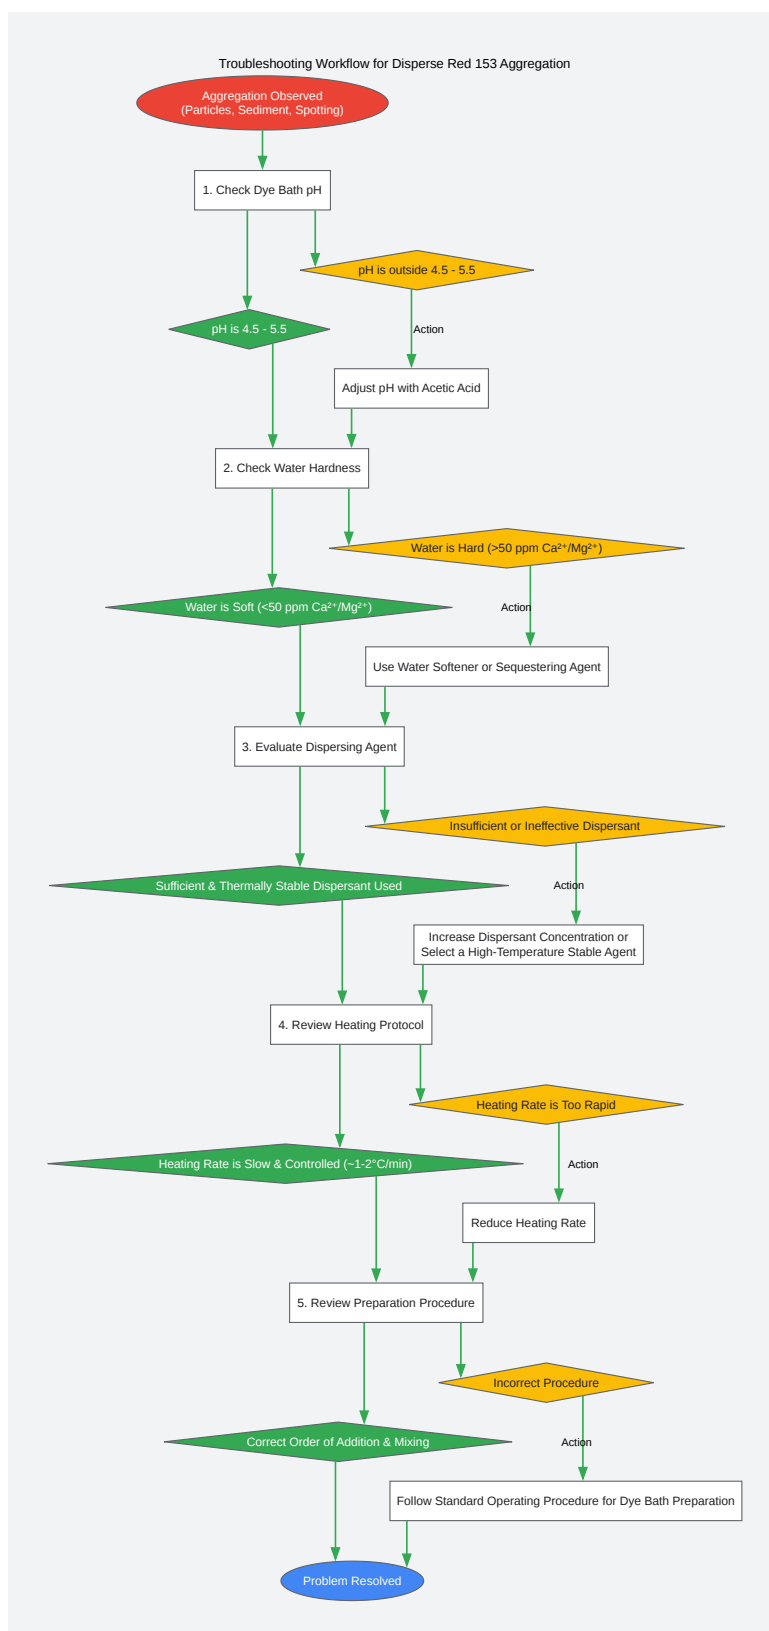 Troubleshooting Workflow for Disperse Red 153 Aggregation
Aggregation Observed
(Particles, Sediment, Spotting)
1. Check Dye Bath pH
pH is outside 4.5 - 5.5
pH is 4.5 - 5.5
Action
Adjust pH with Acetic Acid
2. Check Water Hardness
Water is Hard (>50 ppm Ca²⁺/Mg²⁺)
Water is Soft (<50 ppm Ca²⁺/Mg²⁺)
Action
Use Water Softener or Sequestering Agent
3. Evaluate Dispersing Agent
Insufficient or Ineffective Dispersant
Sufficient & Thermally Stable Dispersant Used
Action
Increase Dispersant Concentration or
Select a High-Temperature Stable Agent
4. Review Heating Protocol
Heating Rate is Too Rapid
Heating Rate is Slow & Controlled (~1-2°C/min)
Action
Reduce Heating Rate
5. Review Preparation Procedure
Incorrect Procedure
Correct Order of Addition & Mixing
Action
Follow Standard Operating Procedure for Dye Bath Preparation
Problem Resolved